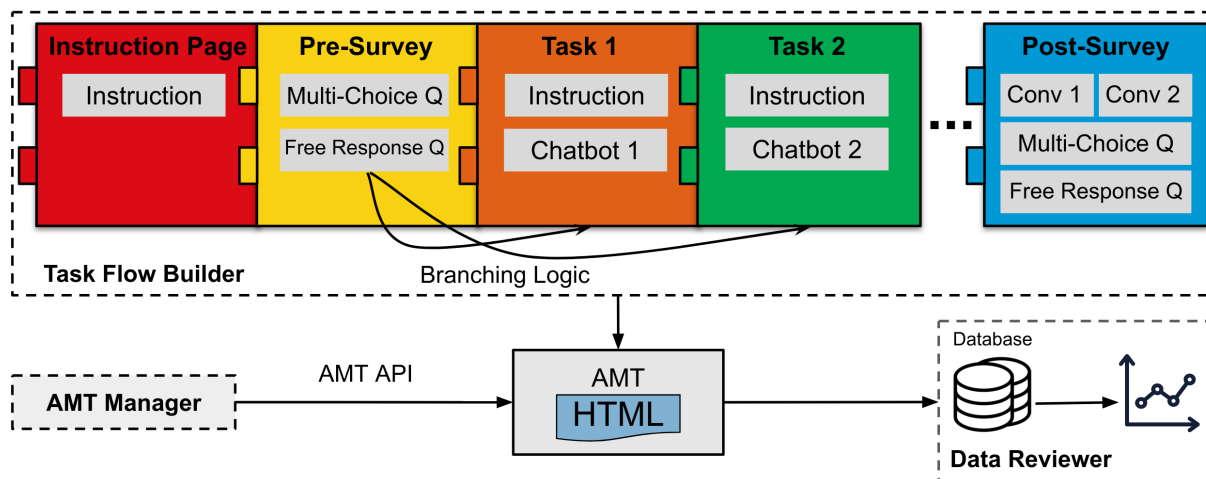 Instruction Page
Instruction
Pre-Survey
Multi-Choice Q
Free Response Q
Task 1
Instruction
Chatbot 1
Task 2
Instruction
Chatbot 2
Post-Survey
Conv 1
Conv 2
Multi-Choice Q
Free Response Q
Task Flow Builder
Branching Logic
AMT Manager
AMT API
AMT
HTML
Database
Data Reviewer